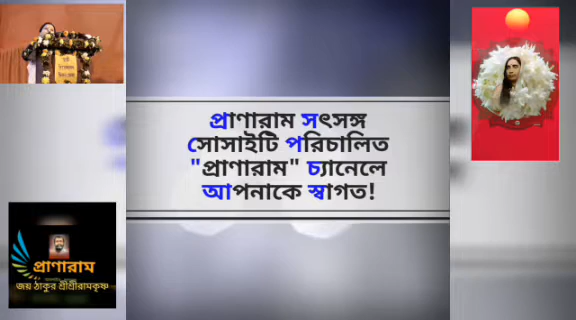 প্রাণারাম সৎসঙ্গ
সোসাইটি পরিচালিত
"প্রাণারাম" চ্যানেলে
আপনাকে স্বাগত!
প্রাণারাম
জয় ঠাকুর শ্রীশ্রীরামকৃষ্ণ